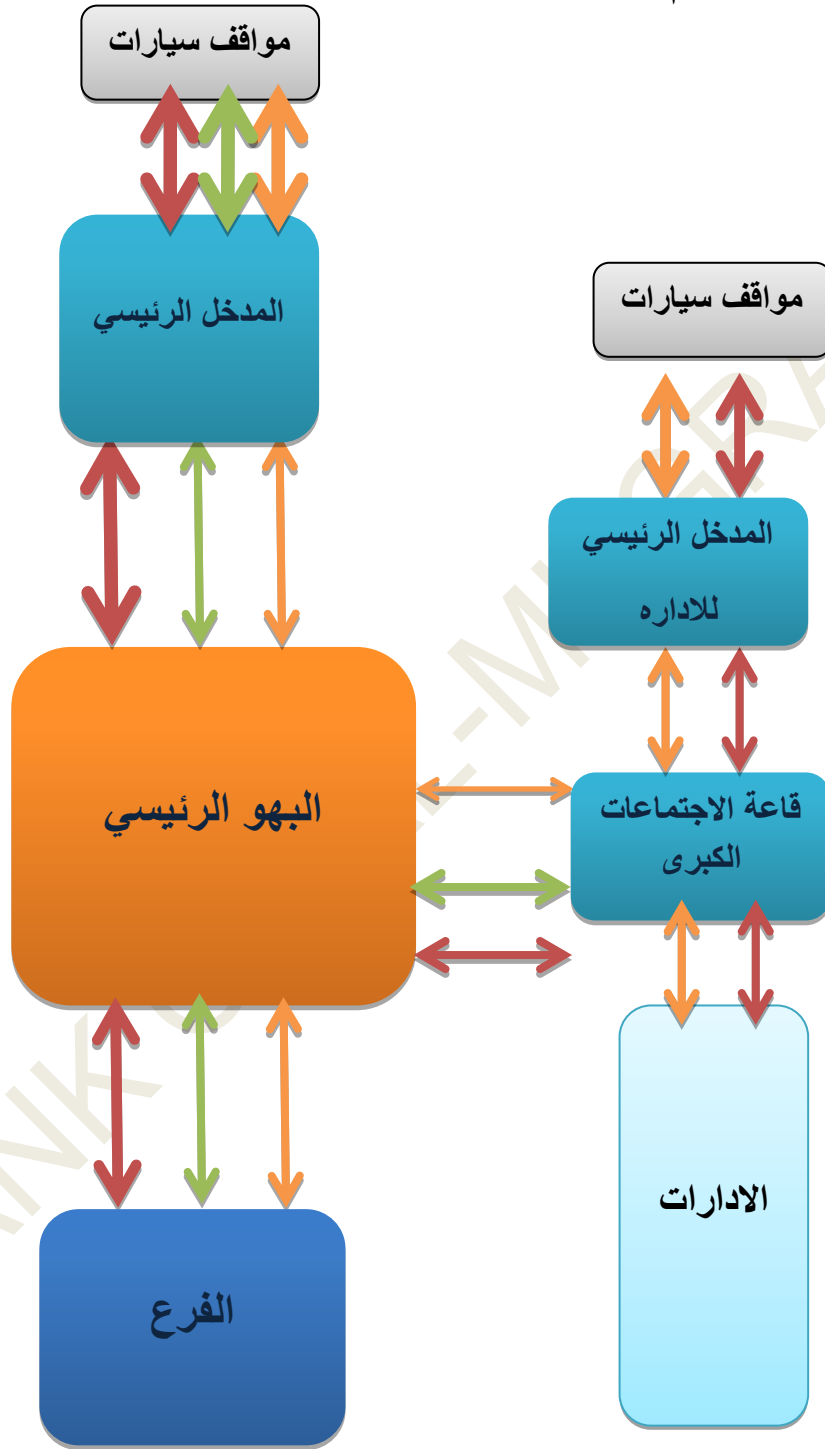 مواقف سيارات
المدخل الرئيسي
مواقف سيارات
المدخل الرئيسي
للاداره
البهو الرئيسي
قاعة الاجتماعات
الكبرى
الادارات
الفرع